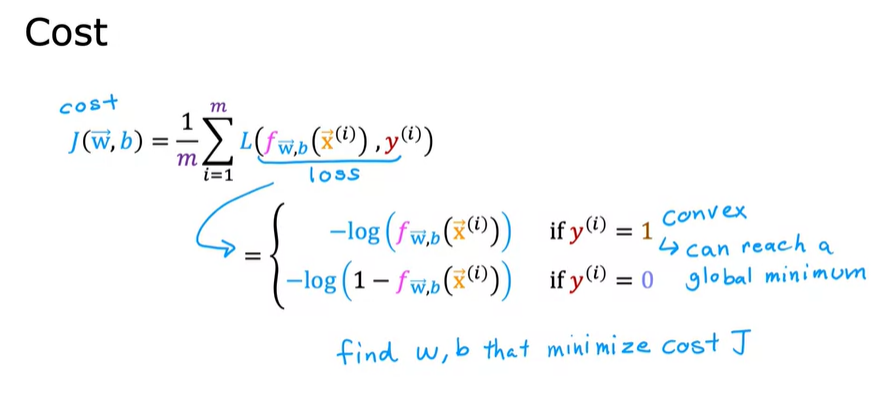 Cost
cost
J(w⃗,b) = 1/m ∑_{i=1}^{m} L(f_{w⃗,b}(x⃗^{(i)}), y^{(i)})
loss
= { −log(f_{w⃗,b}(x⃗^{(i)})) if y^{(i)} = 1
−log(1 − f_{w⃗,b}(x⃗^{(i)})) if y^{(i)} = 0
convex
↳ can reach a
global minimum
find w, b that minimize cost J